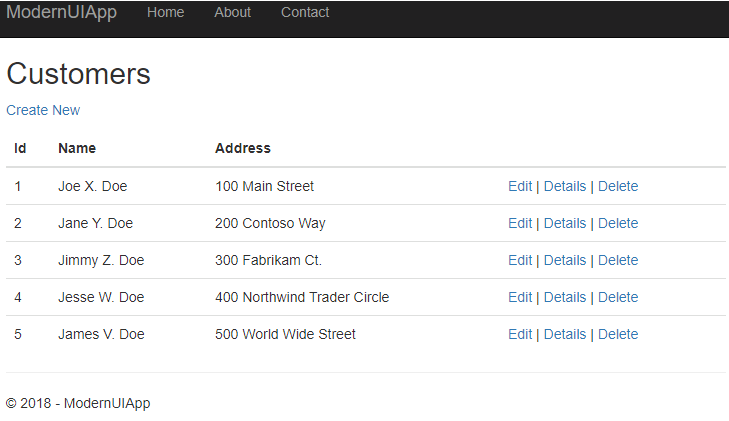 ModernUIApp Home About Contact
Customers
Create New
Id Name Address
1 Joe X. Doe 100 Main Street Edit | Details | Delete
2 Jane Y. Doe 200 Contoso Way Edit | Details | Delete
3 Jimmy Z. Doe 300 Fabrikam Ct. Edit | Details | Delete
4 Jesse W. Doe 400 Northwind Trader Circle Edit | Details | Delete
5 James V. Doe 500 World Wide Street Edit | Details | Delete
© 2018 - ModernUIApp